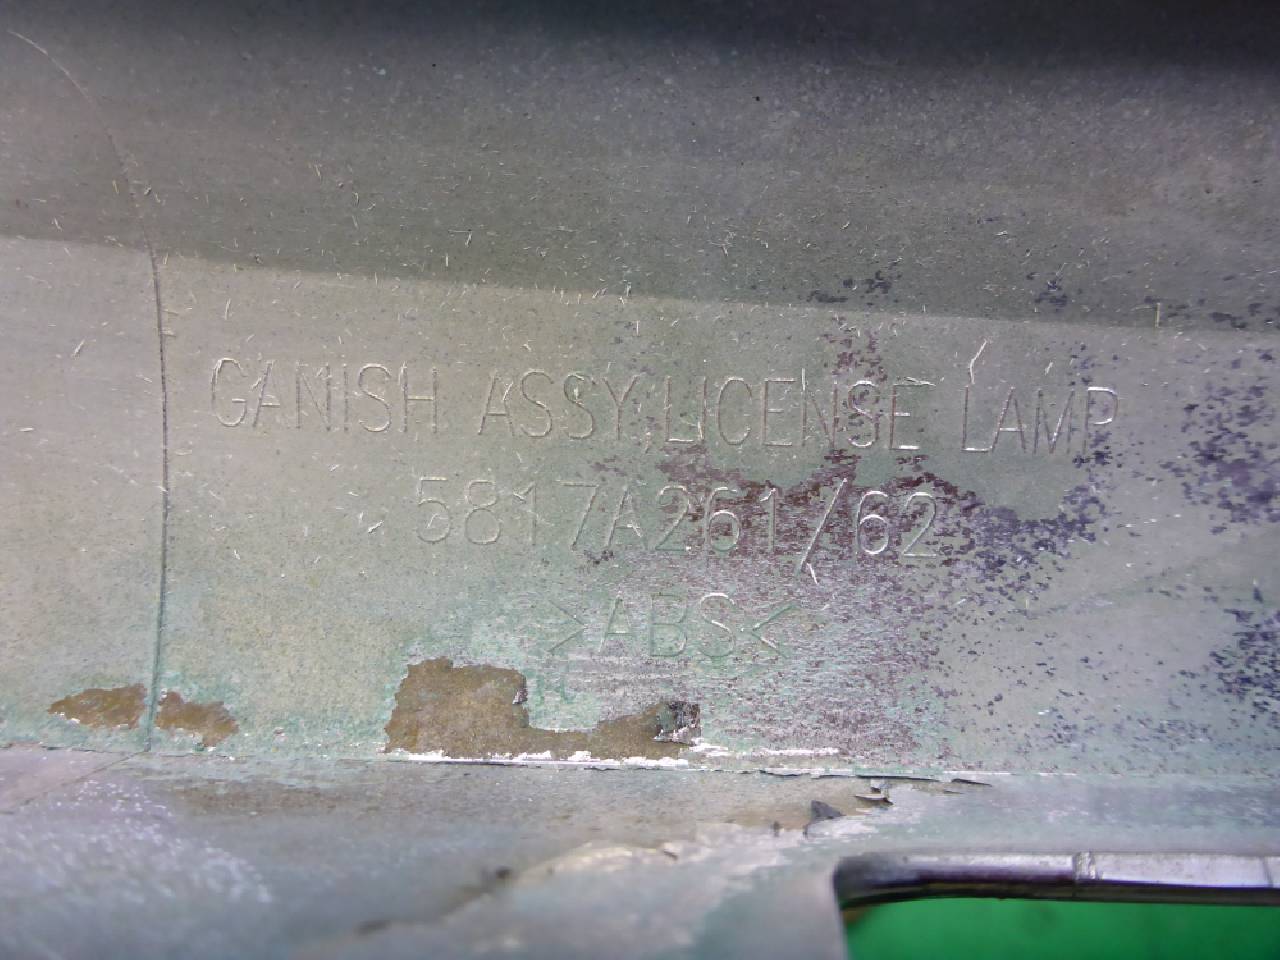 GANISH ASSY,LICENSE LAMP
5817A261/62
>ABS<